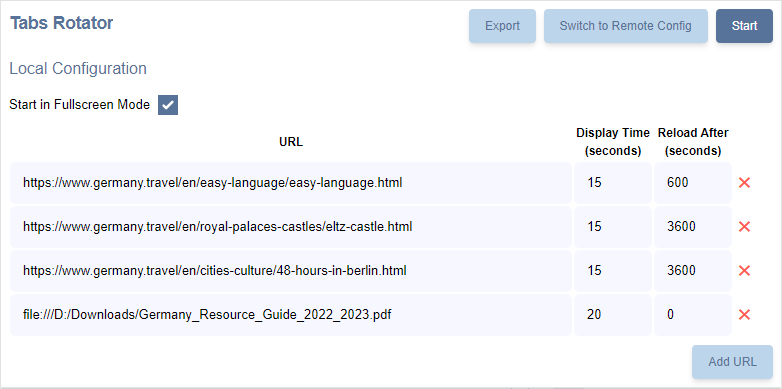 Tabs Rotator
Export
Switch to Remote Config
Start
Local Configuration
Start in Fullscreen Mode
URL
Display Time
(seconds)
Reload After
(seconds)
https://www.germany.travel/en/easy-language/easy-language.html 15 600
https://www.germany.travel/en/royal-palaces-castles/eltz-castle.html 15 3600
https://www.germany.travel/en/cities-culture/48-hours-in-berlin.html 15 3600
file:///D:/Downloads/Germany_Resource_Guide_2022_2023.pdf 20 0
Add URL